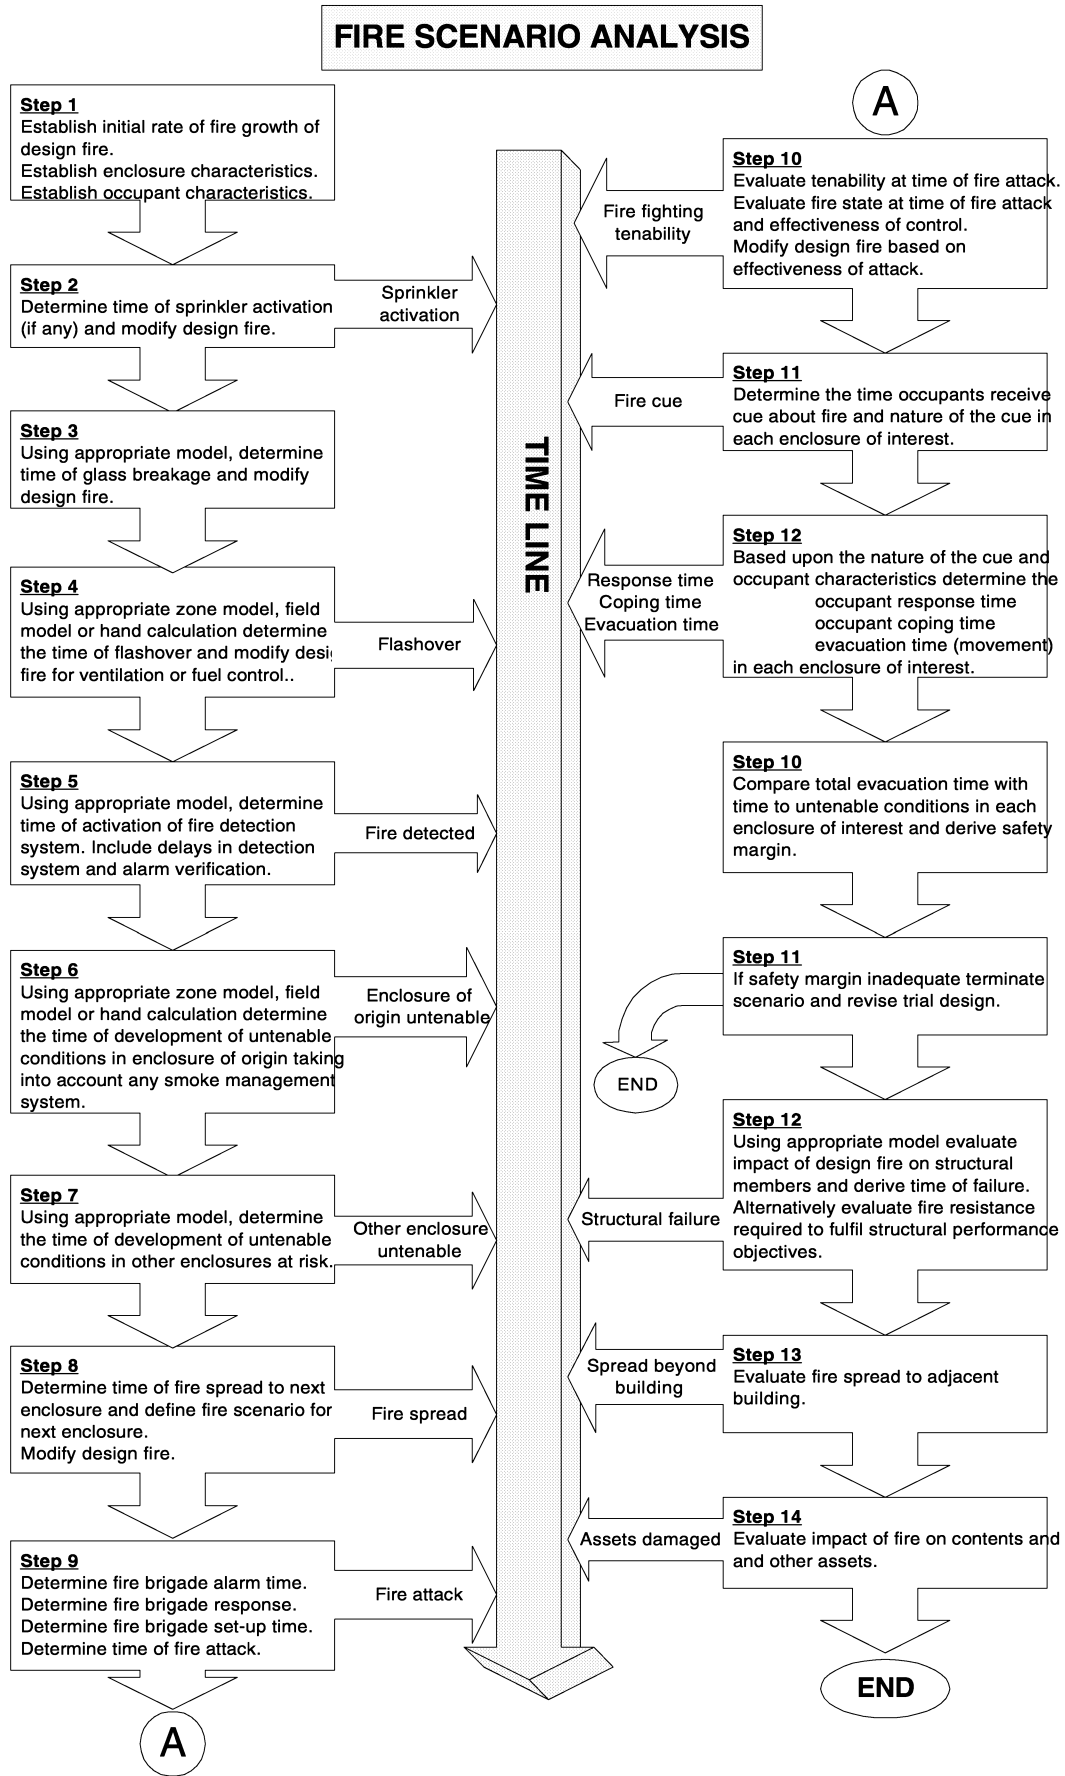 FIRE SCENARIO ANALYSIS
Step 1
Establish initial rate of fire growth of
design fire.
Establish enclosure characteristics.
Establish occupant characteristics.
Step 2
Determine time of sprinkler activation
(if any) and modify design fire.
Sprinkler
activation
Step 3
Using appropriate model, determine
time of glass breakage and modify
design fire.
Step 4
Using appropriate zone model, field
model or hand calculation determine
the time of flashover and modify desi
fire for ventilation or fuel control..
Flashover
Step 5
Using appropriate model, determine
time of activation of fire detection
system. Include delays in detection
system and alarm verification.
Fire detected
Step 6
Using appropriate zone model, field
model or hand calculation determine
the time of development of untenable
conditions in enclosure of origin taking
into account any smoke management
system.
Enclosure of
origin untenable
Step 7
Using appropriate model, determine
the time of development of untenable
conditions in other enclosures at risk.
Other enclosure
untenable
Step 8
Determine time of fire spread to next
enclosure and define fire scenario for
next enclosure.
Modify design fire.
Fire spread
Step 9
Determine fire brigade alarm time.
Determine fire brigade response.
Determine fire brigade set-up time.
Determine time of fire attack.
Fire attack
A
TIME LINE
A
Step 10
Evaluate tenability at time of fire attack.
Evaluate fire state at time of fire attack
and effectiveness of control.
Modify design fire based on
effectiveness of attack.
Fire fighting
tenability
Step 11
Determine the time occupants receive
cue about fire and nature of the cue in
each enclosure of interest.
Fire cue
Step 12
Based upon the nature of the cue and
occupant characteristics determine the
occupant response time
occupant coping time
evacuation time (movement)
in each enclosure of interest.
Response time
Coping time
Evacuation time
Step 10
Compare total evacuation time with
time to untenable conditions in each
enclosure of interest and derive safety
margin.
Step 11
If safety margin inadequate terminate
scenario and revise trial design.
END
Step 12
Using appropriate model evaluate
impact of design fire on structural
members and derive time of failure.
Alternatively evaluate fire resistance
required to fulfil structural performance
objectives.
Structural failure
Step 13
Evaluate fire spread to adjacent
building.
Spread beyond
building
Step 14
Evaluate impact of fire on contents and
and other assets.
Assets damaged
END